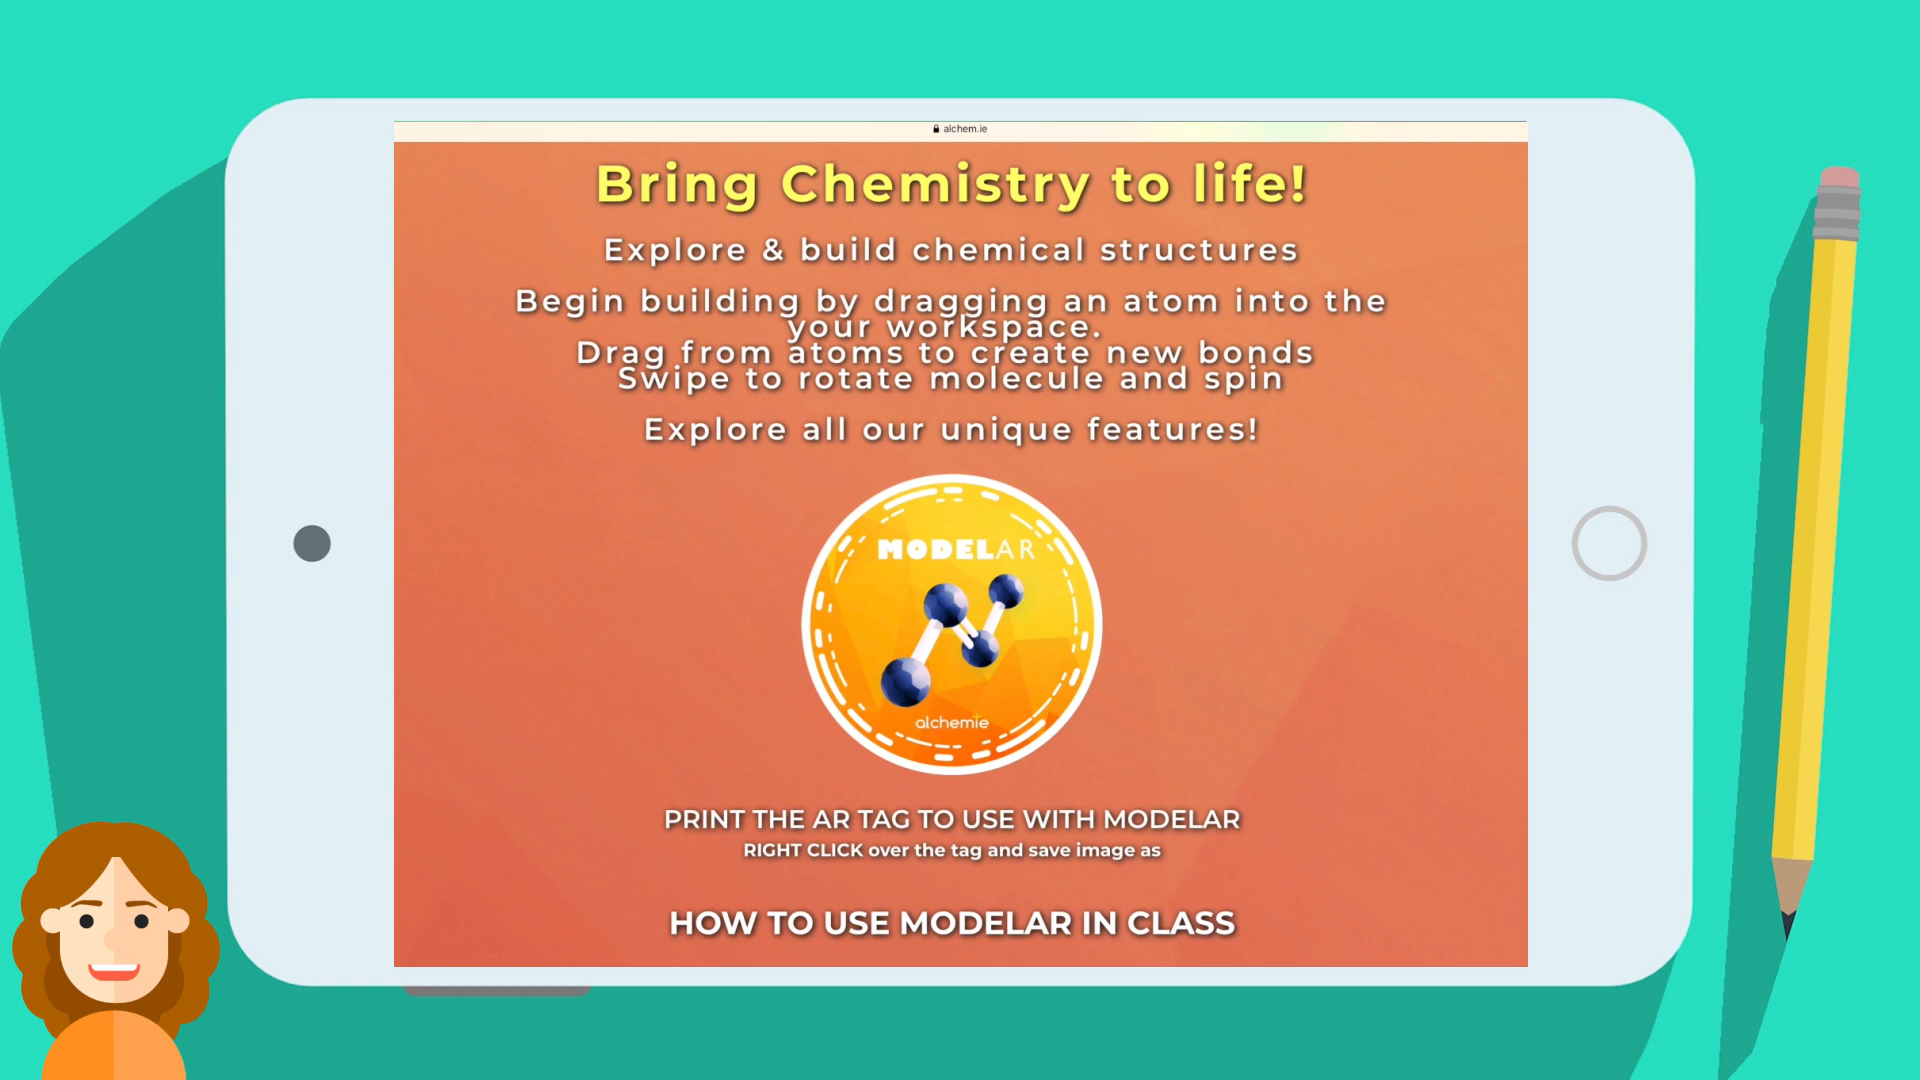 alchem.ie
Bring Chemistry to life!
Explore & build chemical structures
Begin building by dragging an atom into the
your workspace.
Drag from atoms to create new bonds
Swipe to rotate molecule and spin
Explore all our unique features!
MODELAR
alchemie
PRINT THE AR TAG TO USE WITH MODELAR
RIGHT CLICK over the tag and save image as
HOW TO USE MODELAR IN CLASS